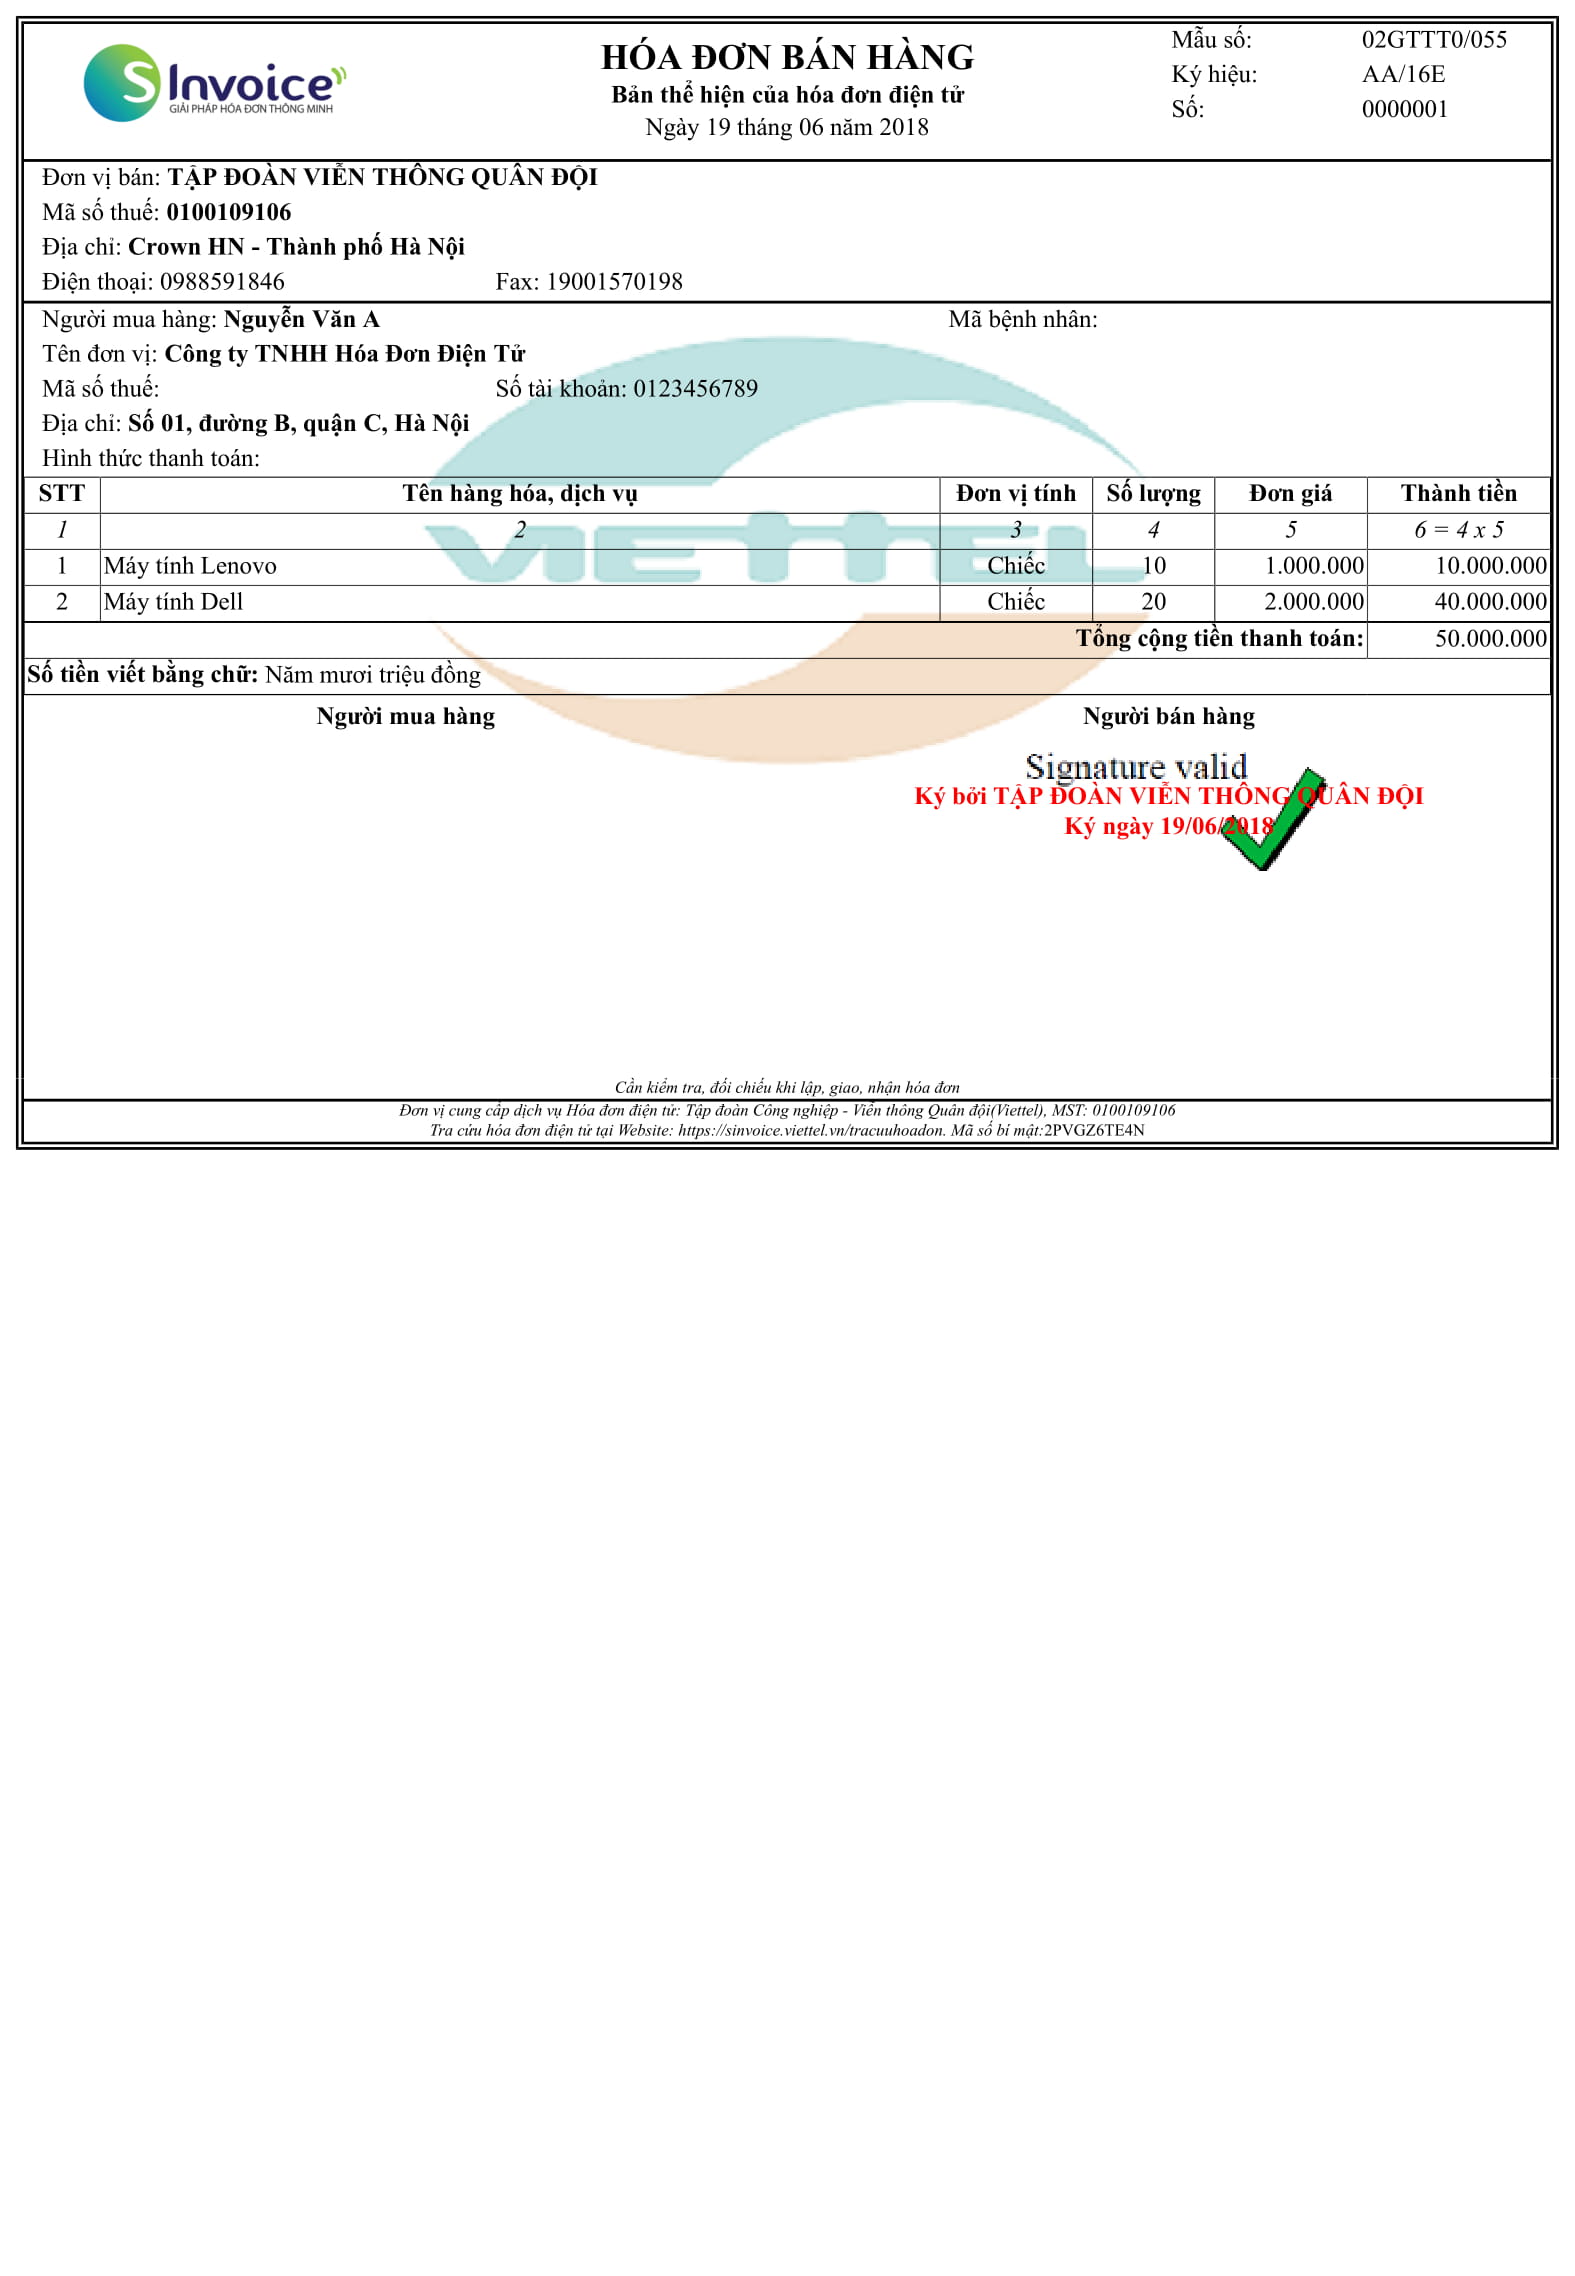 S Invoice
GIẢI PHÁP HÓA ĐƠN THÔNG MINH
HÓA ĐƠN BÁN HÀNG
Bản thể hiện của hóa đơn điện tử
Ngày 19 tháng 06 năm 2018
Mẫu số: 02GTTT0/055
Ký hiệu: AA/16E
Số: 0000001
Đơn vị bán: TẬP ĐOÀN VIỄN THÔNG QUÂN ĐỘI
Mã số thuế: 0100109106
Địa chỉ: Crown HN - Thành phố Hà Nội
Điện thoại: 0988591846 Fax: 19001570198
Người mua hàng: Nguyễn Văn A Mã bệnh nhân:
Tên đơn vị: Công ty TNHH Hóa Đơn Điện Tử
Mã số thuế: Số tài khoản: 0123456789
Địa chỉ: Số 01, đường B, quận C, Hà Nội
Hình thức thanh toán:
STT Tên hàng hóa, dịch vụ Đơn vị tính Số lượng Đơn giá Thành tiền
1 2 3 4 5 6 = 4 x 5
VIETTEL
1 Máy tính Lenovo Chiếc 10 1.000.000 10.000.000
2 Máy tính Dell Chiếc 20 2.000.000 40.000.000
Tổng cộng tiền thanh toán: 50.000.000
Số tiền viết bằng chữ: Năm mươi triệu đồng
Người mua hàng Người bán hàng
Signature valid
Ký bởi TẬP ĐOÀN VIỄN THÔNG QUÂN ĐỘI
Ký ngày 19/06/2018
Cần kiểm tra, đối chiếu khi lập, giao, nhận hóa đơn
Đơn vị cung cấp dịch vụ Hóa đơn điện tử: Tập đoàn Công nghiệp - Viễn thông Quân đội(Viettel), MST: 0100109106
Tra cứu hóa đơn điện tử tại Website: https://sinvoice.viettel.vn/tracuuhoadon. Mã số bí mật:2PVGZ6TE4N